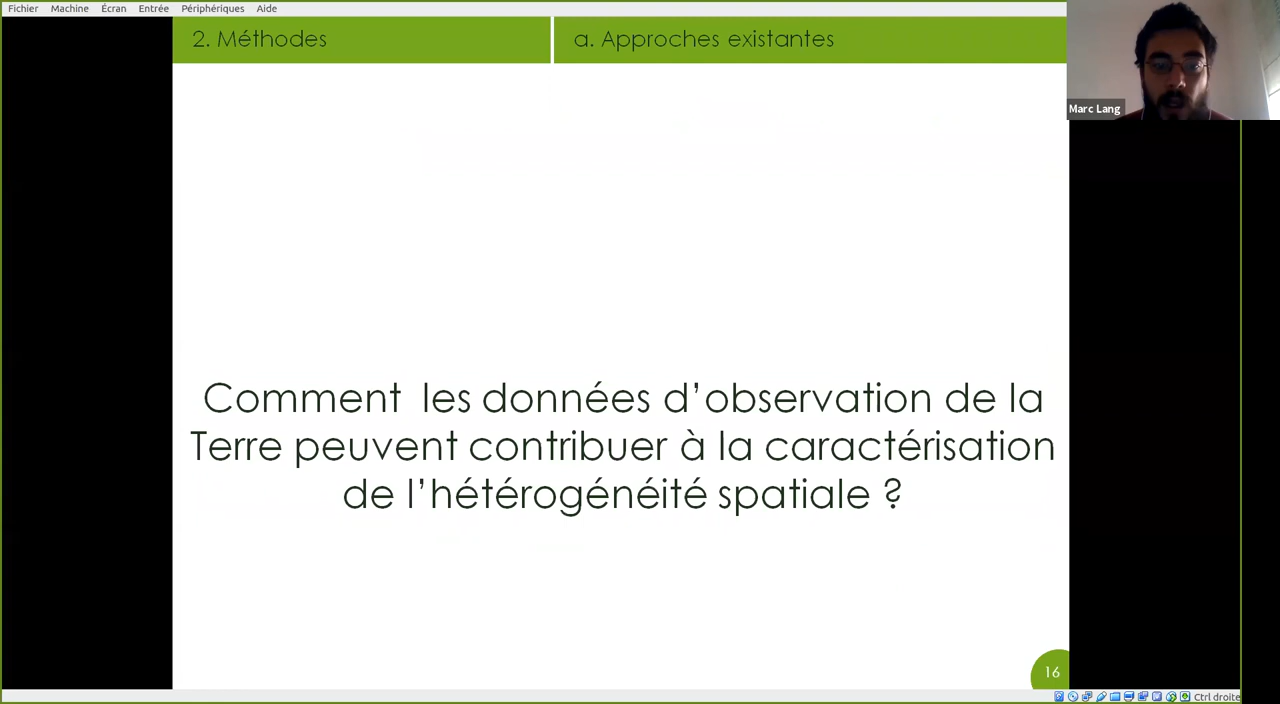 Fichier Machine Écran Entrée Périphériques Aide
2. Méthodes
a. Approches existantes
Marc Lang
Comment les données d’observation de la
Terre peuvent contribuer à la caractérisation
de l’hétérogénéité spatiale ?
16
Ctrl droite